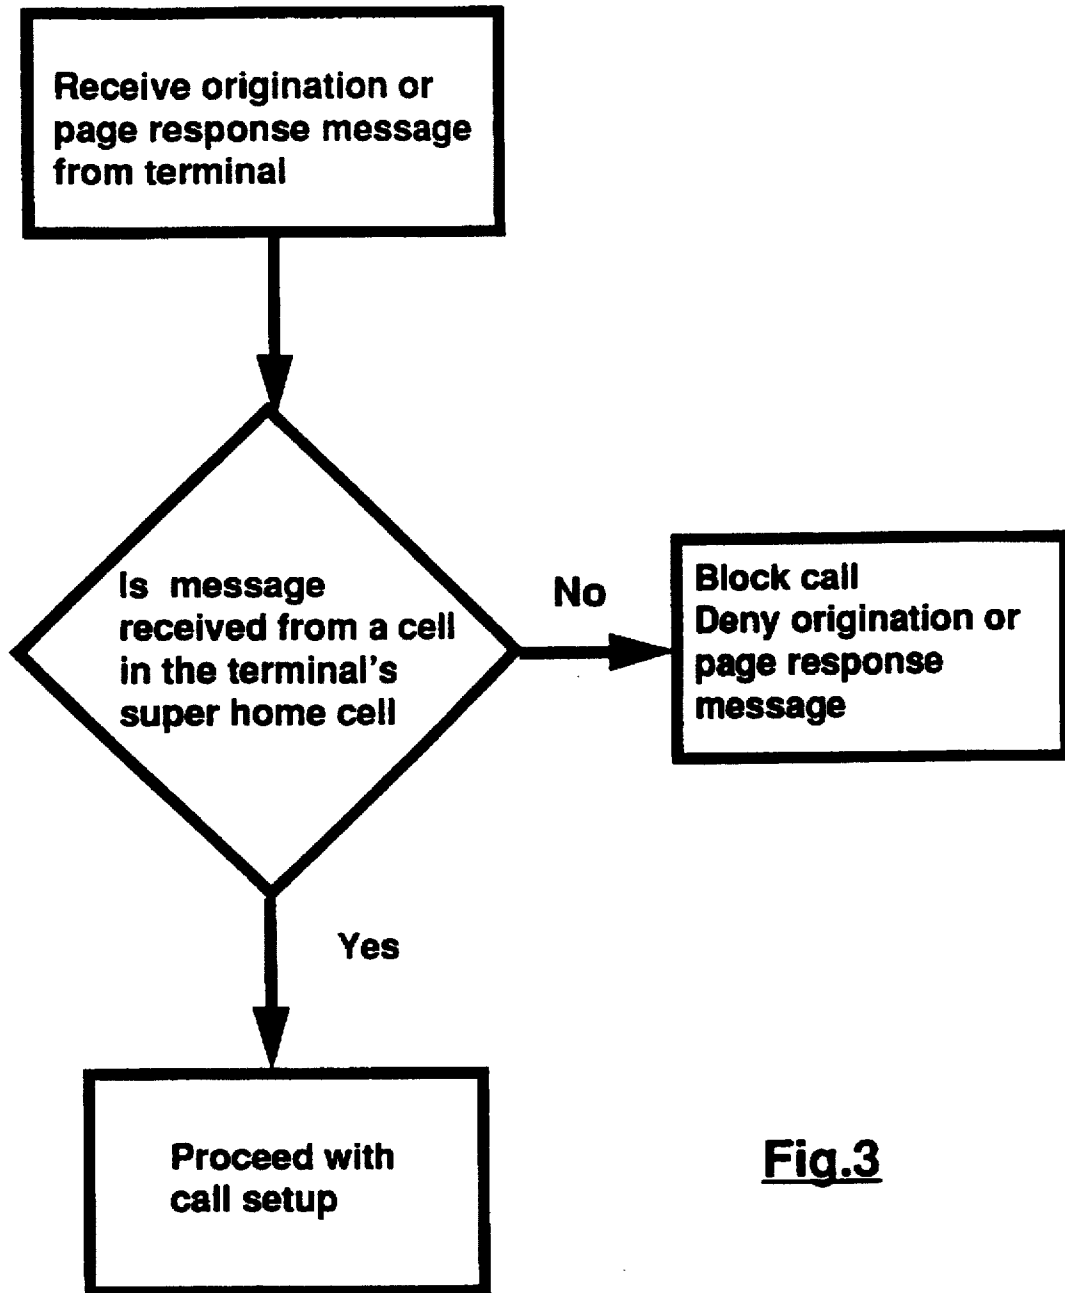 Receive origination or
page response message
from terminal
Is message
received from a cell
in the terminal's
super home cell
No
Block call
Deny origination or
page response
message
Yes
Proceed with
call setup
Fig.3